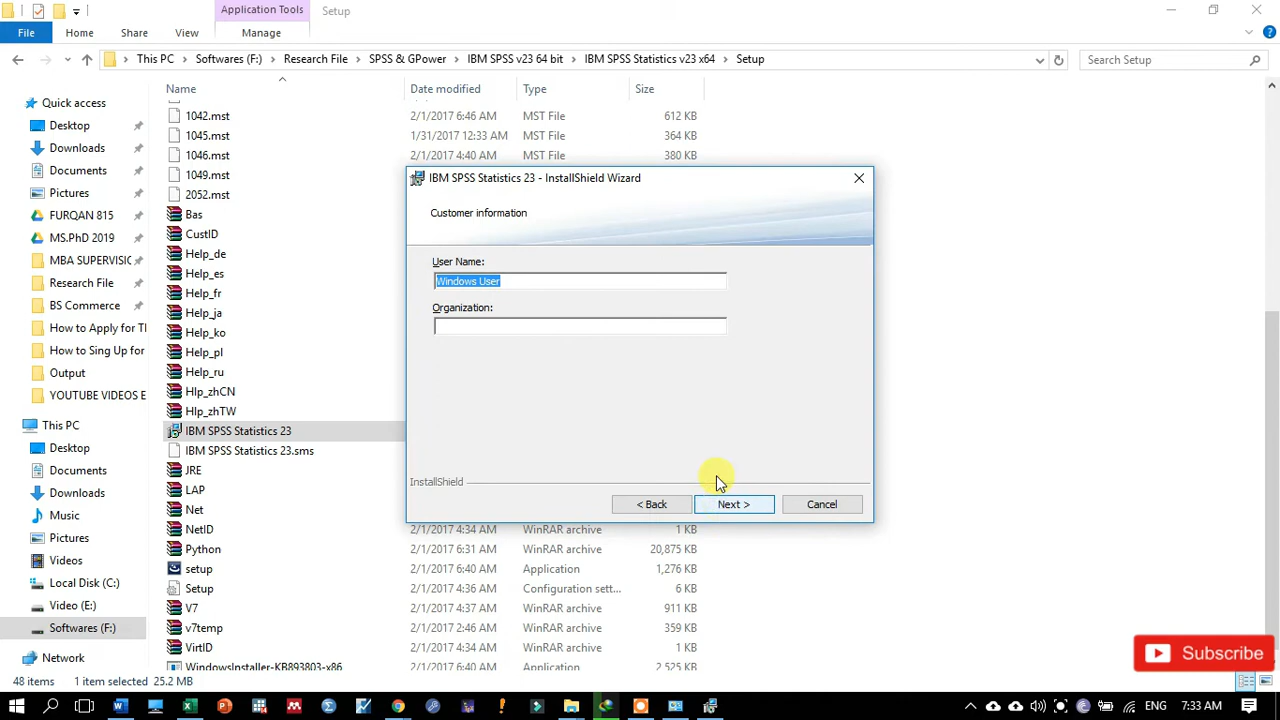 Application Tools
Setup
File
Home
Share
View
Manage
This PC
Softwares (F:)
Research File
SPSS & GPower
IBM SPSS v23 64 bit
IBM SPSS Statistics v23 x64
Setup
Search Setup
Name
Date modified
Type
Size
Quick access
Desktop
Downloads
Documents
Pictures
FURQAN 815
MS.PhD 2019
MBA SUPERVISIC
Research File
BS Commerce
How to Apply for Tl
How to Sing Up for
Output
YOUTUBE VIDEOS E
This PC
Desktop
Documents
Downloads
Music
Pictures
Videos
Local Disk (C:)
Video (E:)
Softwares (F:)
Network
1042.mst 2/1/2017 6:46 AM MST File 612 KB
1045.mst 1/31/2017 12:33 AM MST File 364 KB
1046.mst 2/1/2017 4:40 AM MST File 380 KB
1049.mst
2052.mst
Bas
CustID
Help_de
Help_es
Help_fr
Help_ja
Help_ko
Help_pl
Help_ru
Hlp_zhCN
Hlp_zhTW
IBM SPSS Statistics 23
IBM SPSS Statistics 23.sms
JRE
LAP
Net
NetID 2/1/2017 4:34 AM WinRAR archive 1 KB
Python 2/1/2017 6:31 AM WinRAR archive 20,875 KB
setup 2/1/2017 6:40 AM Application 1,276 KB
Setup 2/1/2017 4:36 AM Configuration sett... 6 KB
V7 2/1/2017 4:37 AM WinRAR archive 911 KB
v7temp 2/1/2017 2:46 AM WinRAR archive 359 KB
VirtID 2/1/2017 4:34 AM WinRAR archive 1 KB
WindowsInstaller-KB893803-x86 2/1/2017 6:40 AM Application 2,525 KB
IBM SPSS Statistics 23 - InstallShield Wizard
Customer information
User Name:
Windows User
Organization:
InstallShield
< Back
Next >
Cancel
Subscribe
48 items
1 item selected 25.2 MB
ENG
7:33 AM